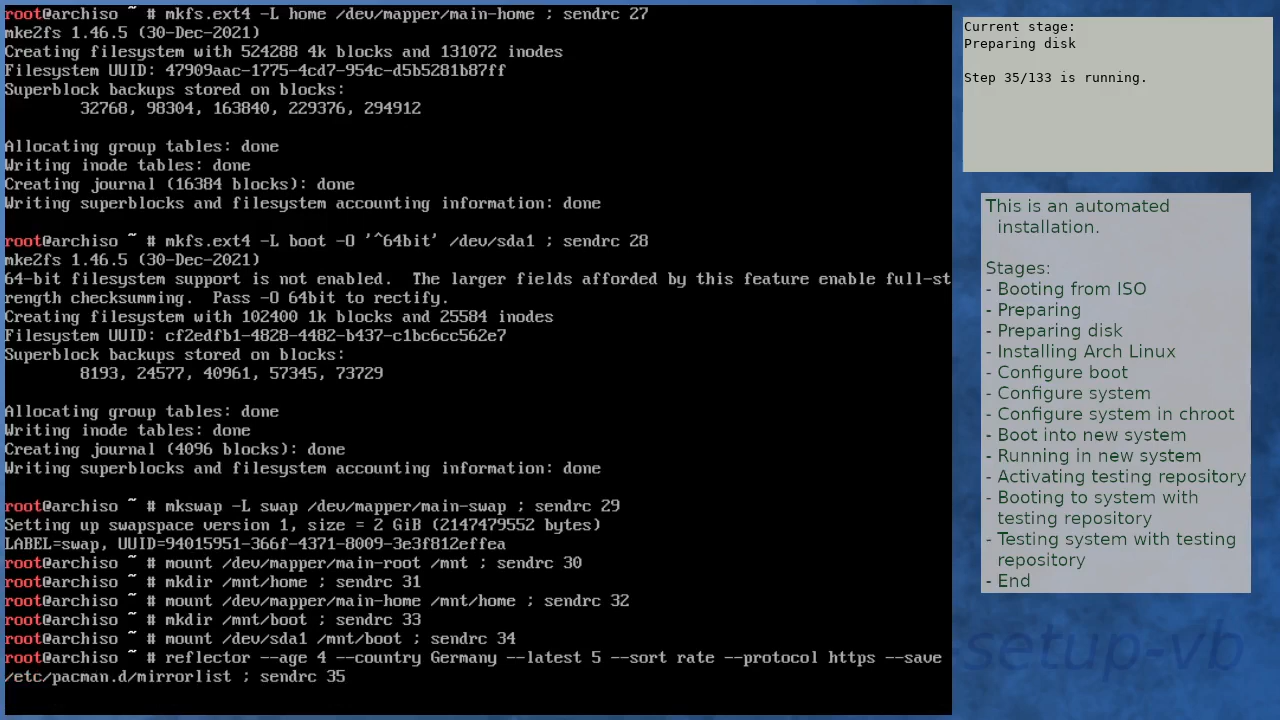 root@archiso ~ # mkfs.ext4 -L home /dev/mapper/main-home ; sendrc 27
mke2fs 1.46.5 (30-Dec-2021)
Creating filesystem with 524288 4k blocks and 131072 inodes
Filesystem UUID: 47909aac-1775-4cd7-954c-d5b5281b87ff
Superblock backups stored on blocks:
32768, 98304, 163840, 229376, 294912
Allocating group tables: done
Writing inode tables: done
Creating journal (16384 blocks): done
Writing superblocks and filesystem accounting information: done
root@archiso ~ # mkfs.ext4 -L boot -O '^64bit' /dev/sda1 ; sendrc 28
mke2fs 1.46.5 (30-Dec-2021)
64-bit filesystem support is not enabled.  The larger fields afforded by this feature enable full-st
rength checksumming.  Pass -O 64bit to rectify.
Creating filesystem with 102400 1k blocks and 25584 inodes
Filesystem UUID: cf2edfb1-4828-4482-b437-c1bc6cc562e7
Superblock backups stored on blocks:
8193, 24577, 40961, 57345, 73729
Allocating group tables: done
Writing inode tables: done
Creating journal (4096 blocks): done
Writing superblocks and filesystem accounting information: done
root@archiso ~ # mkswap -L swap /dev/mapper/main-swap ; sendrc 29
Setting up swapspace version 1, size = 2 GiB (2147479552 bytes)
LABEL=swap, UUID=94015951-366f-4371-8009-3e3f812effea
root@archiso ~ # mount /dev/mapper/main-root /mnt ; sendrc 30
root@archiso ~ # mkdir /mnt/home ; sendrc 31
root@archiso ~ # mount /dev/mapper/main-home /mnt/home ; sendrc 32
root@archiso ~ # mkdir /mnt/boot ; sendrc 33
root@archiso ~ # mount /dev/sda1 /mnt/boot ; sendrc 34
root@archiso ~ # reflector --age 4 --country Germany --latest 5 --sort rate --protocol https --save
/etc/pacman.d/mirrorlist ; sendrc 35
Current stage:
Preparing disk
Step 35/133 is running.
This is an automated
installation.
Stages:
- Booting from ISO
- Preparing
- Preparing disk
- Installing Arch Linux
- Configure boot
- Configure system
- Configure system in chroot
- Boot into new system
- Running in new system
- Activating testing repository
- Booting to system with
testing repository
- Testing system with testing
repository
- End
setup-vb